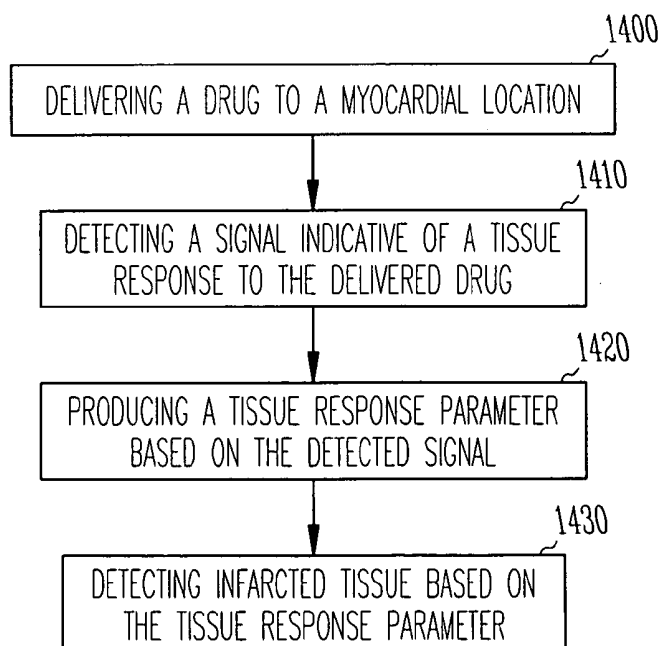 1400
DELIVERING A DRUG TO A MYOCARDIAL LOCATION
1410
DETECTING A SIGNAL INDICATIVE OF A TISSUE
RESPONSE TO THE DELIVERED DRUG
1420
PRODUCING A TISSUE RESPONSE PARAMETER
BASED ON THE DETECTED SIGNAL
1430
DETECTING INFARCTED TISSUE BASED ON
THE TISSUE RESPONSE PARAMETER